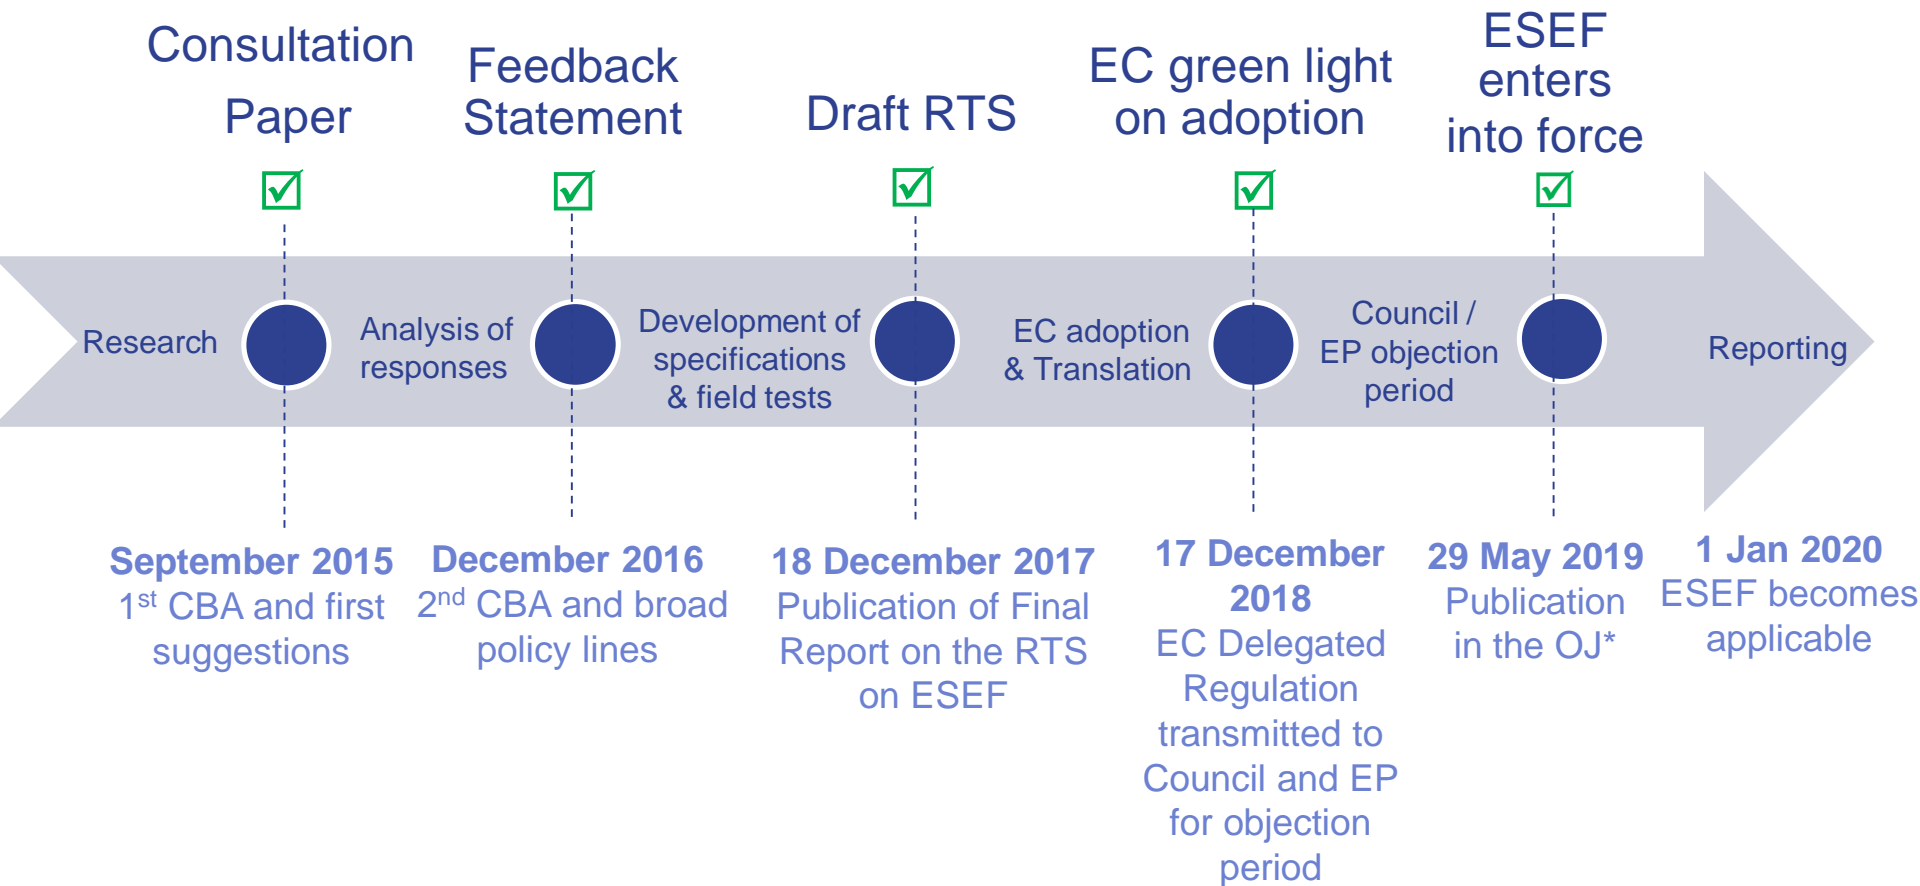 Consultation
Paper
Feedback
Statement
Draft RTS
EC green light
on adoption
ESEF
enters
into force
Research
Analysis of
responses
Development of
specifications
& field tests
EC adoption
& Translation
Council /
EP objection
period
Reporting
September 2015
1st CBA and first
suggestions
December 2016
2nd CBA and broad
policy lines
18 December 2017
Publication of Final
Report on the RTS
on ESEF
17 December
2018
EC Delegated
Regulation
transmitted to
Council and EP
for objection
period
29 May 2019
Publication
in the OJ*
1 Jan 2020
ESEF becomes
applicable